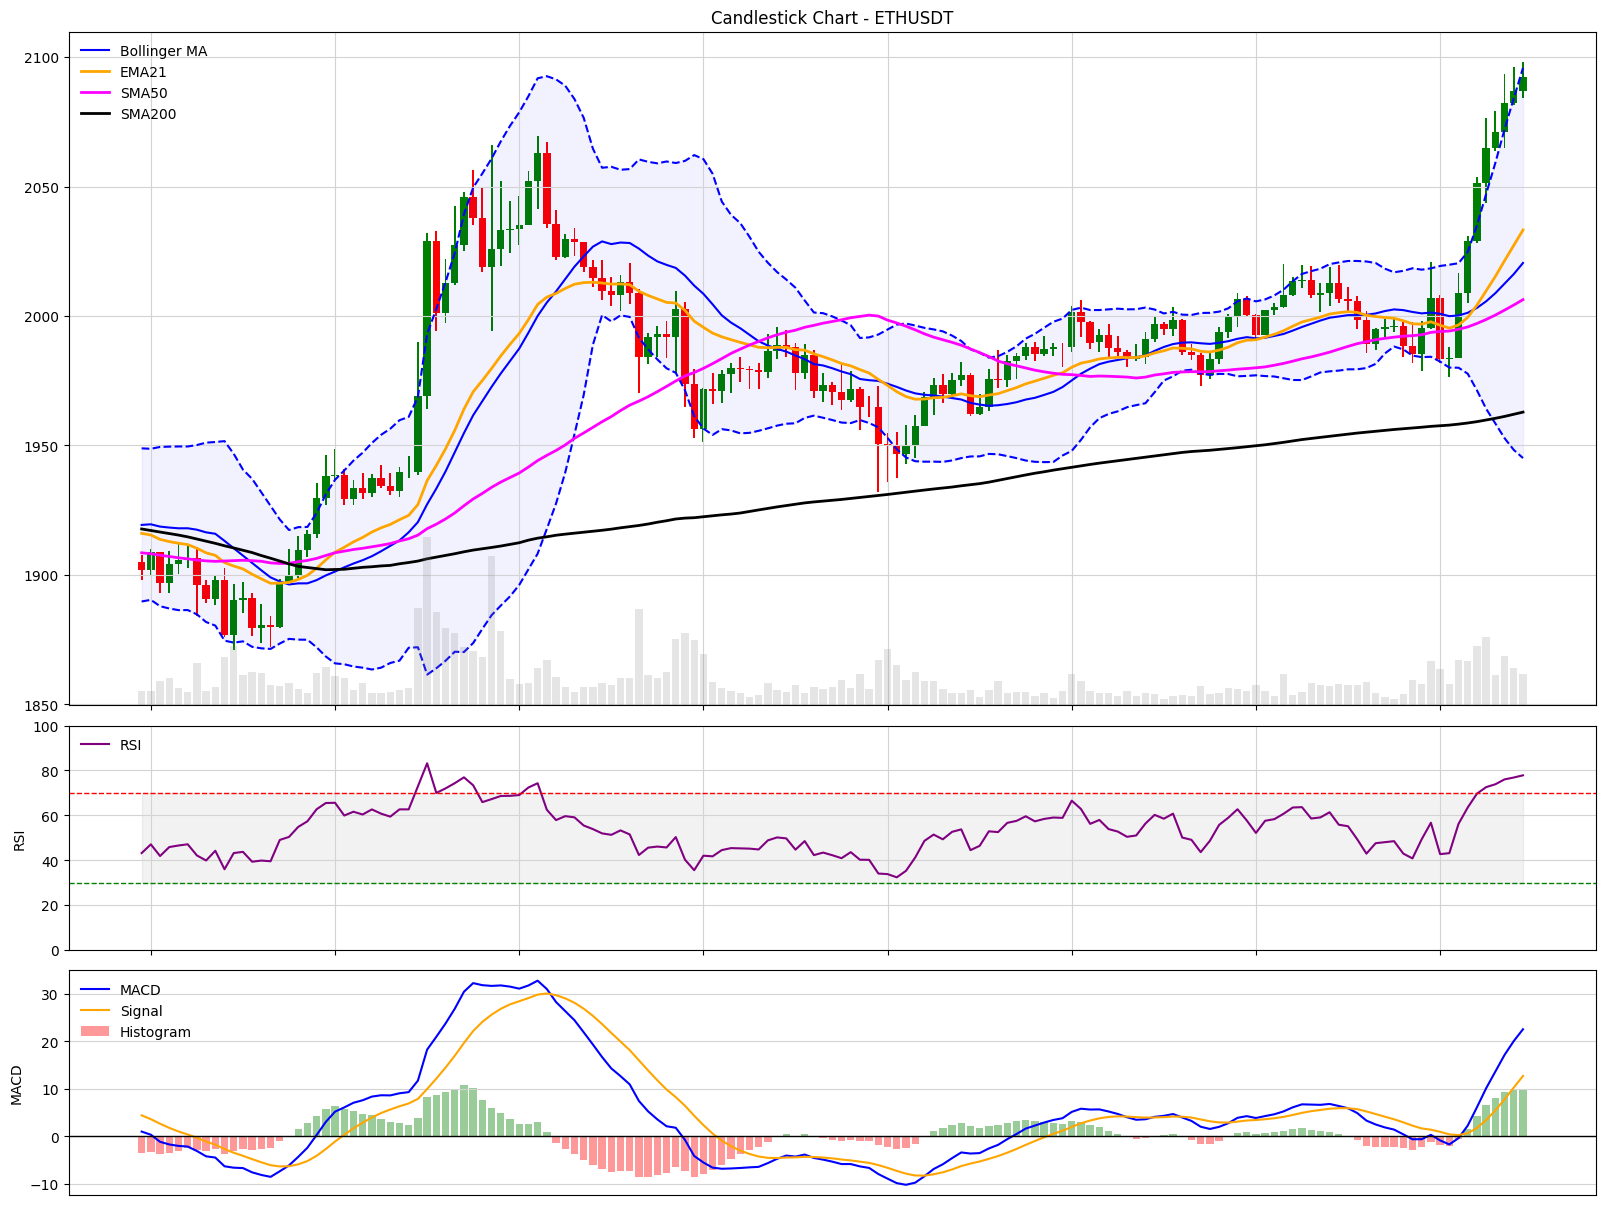 Candlestick Chart - ETHUSDT
Bollinger MA
EMA21
SMA50
SMA200
2100
2050
2000
1950
1900
1850
RSI
100
80
60
40
20
0
RSI
MACD
Signal
Histogram
30
20
10
0
−10
MACD